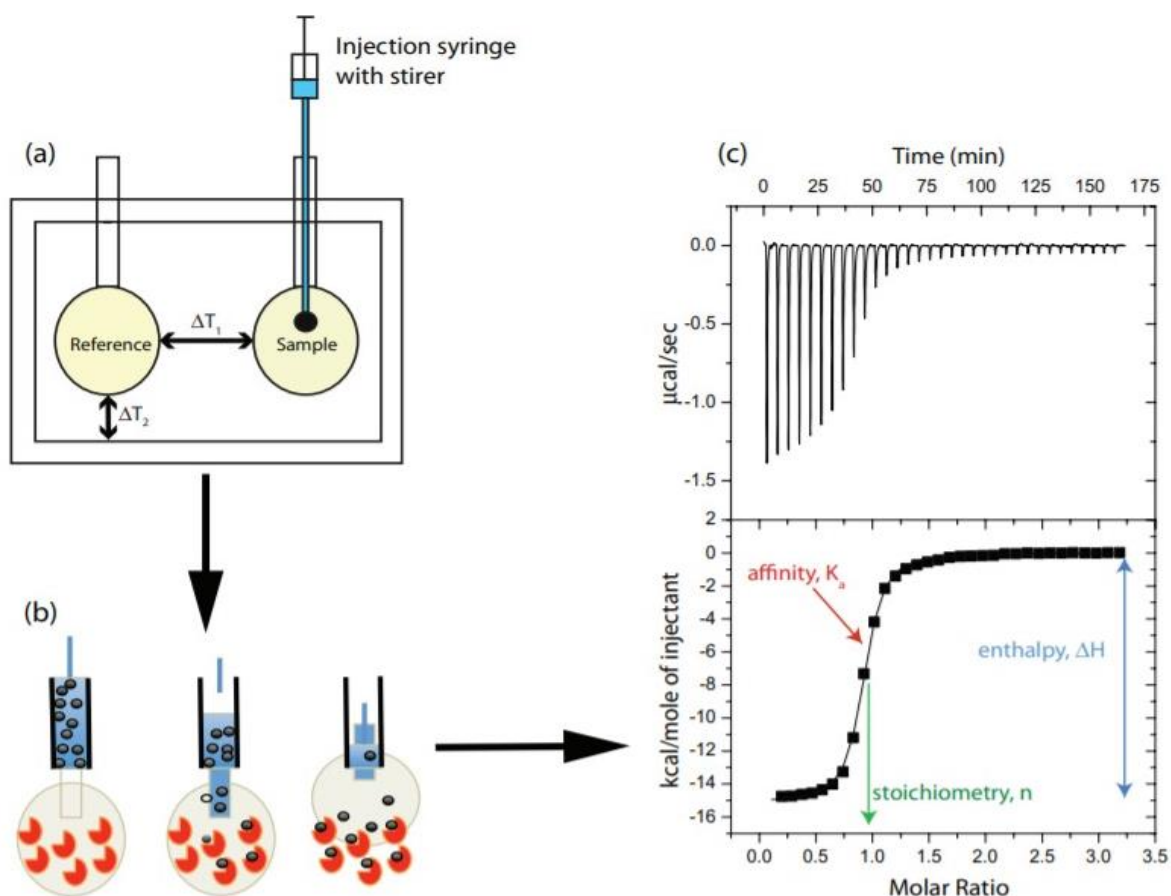 Injection syringe
with stirer
(a)
Reference
ΔT₁
Sample
ΔT₂
(b)
(c)
Time (min)
0 25 50 75 100 125 150 175
0.0
-0.5
-1.0
-1.5
µcal/sec
2
0
-2
-4
-6
-8
-10
-12
-14
-16
kcal/mole of injectant
affinity, Kₐ
enthalpy, ΔH
stoichiometry, n
0.0 0.5 1.0 1.5 2.0 2.5 3.0 3.5
Molar Ratio